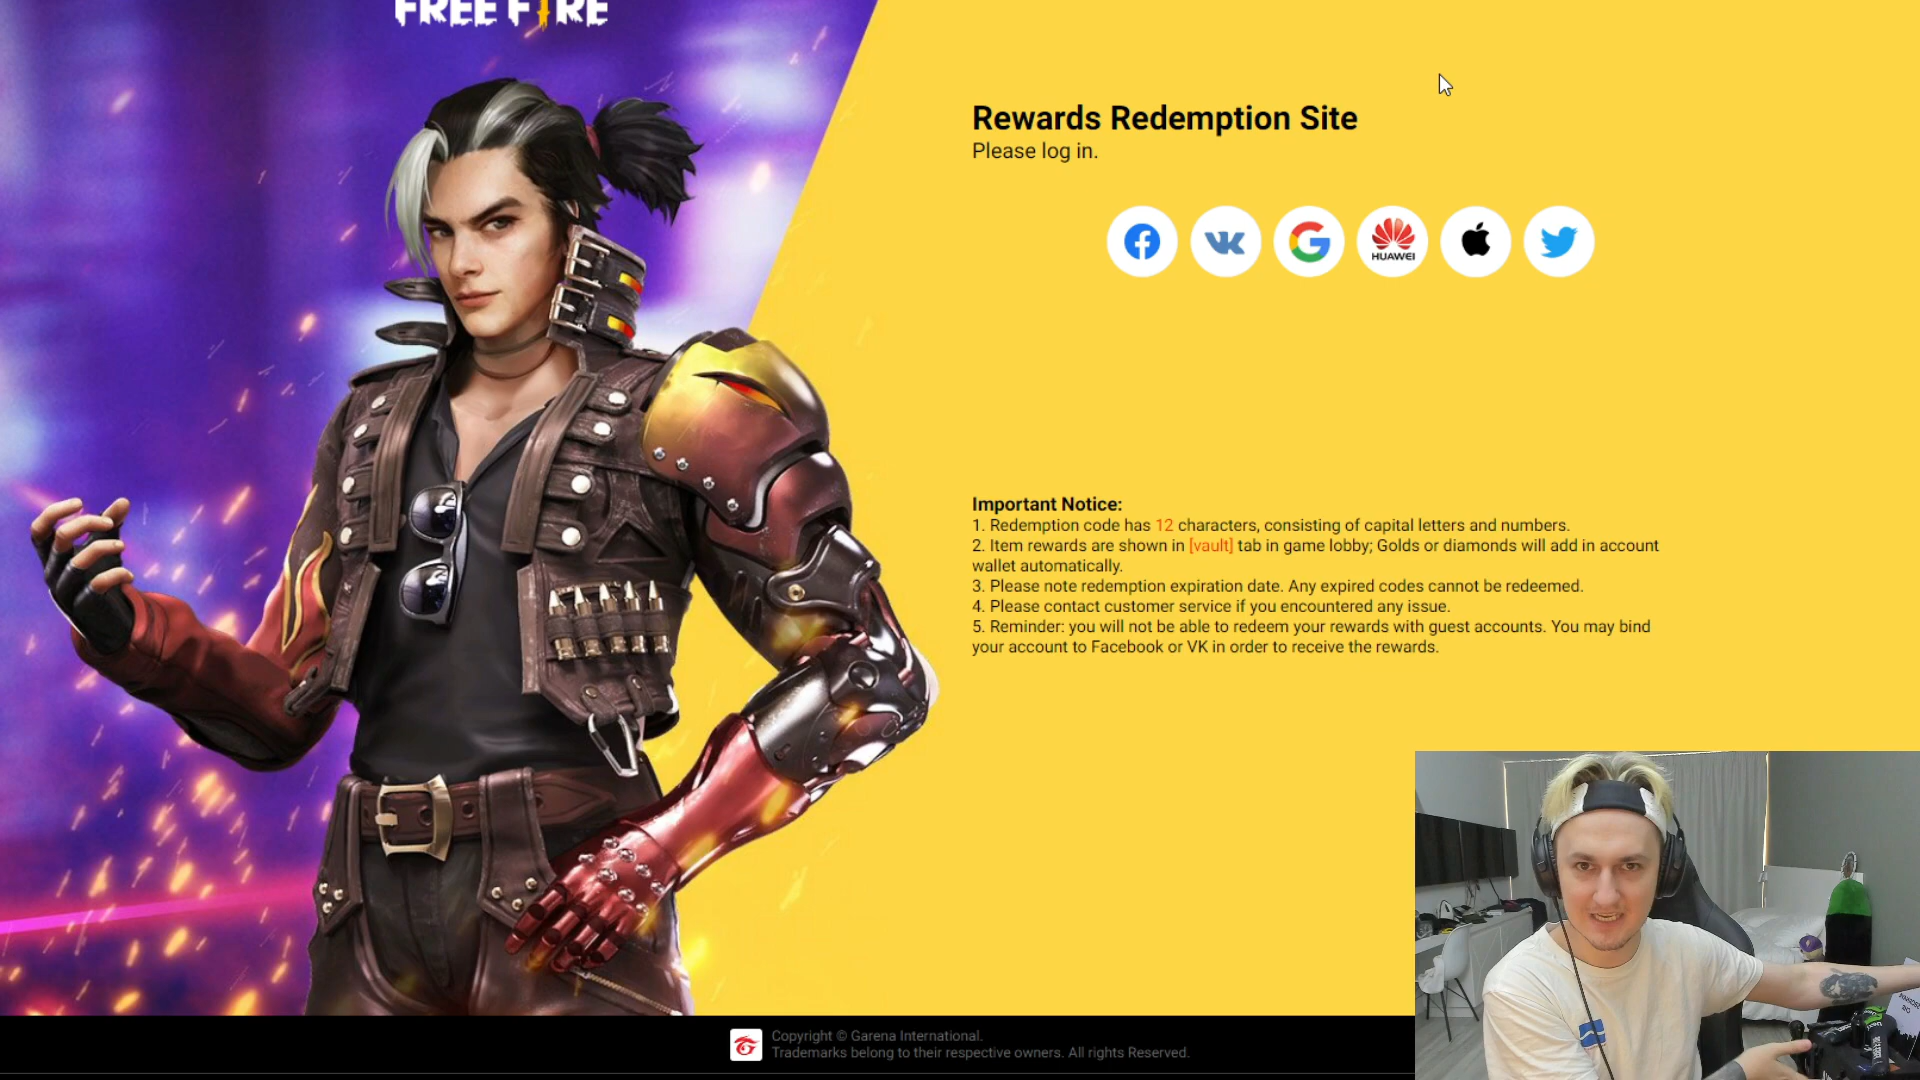 FREE FIRE
Rewards Redemption Site
Please log in.
HUAWEI
Important Notice:
1. Redemption code has 12 characters, consisting of capital letters and numbers.
2. Item rewards are shown in [vault] tab in game lobby; Golds or diamonds will add in account
wallet automatically.
3. Please note redemption expiration date. Any expired codes cannot be redeemed.
4. Please contact customer service if you encountered any issue.
5. Reminder: you will not be able to redeem your rewards with guest accounts. You may bind
your account to Facebook or VK in order to receive the rewards.
Copyright © Garena International.
Trademarks belong to their respective owners. All rights Reserved.